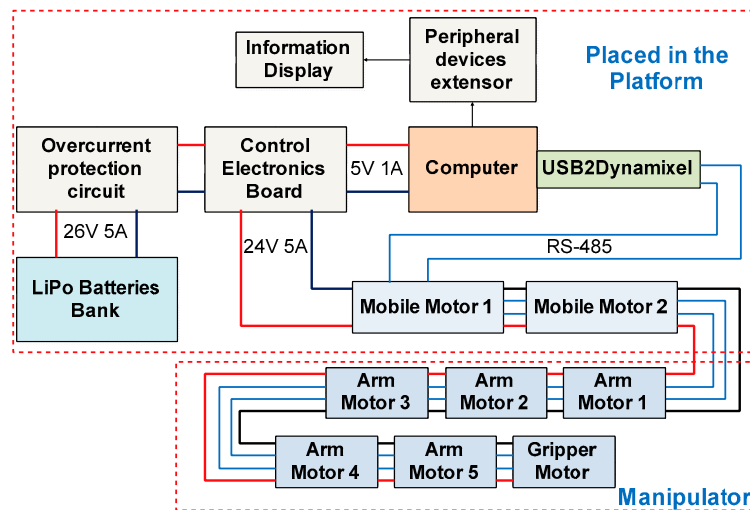 Information
Display
Peripheral
devices
extensor
Placed in the
Platform
Overcurrent
protection
circuit
Control
Electronics
Board
5V 1A
Computer
USB2Dynamixel
26V 5A
24V 5A
RS-485
LiPo Batteries
Bank
Mobile Motor 1
Mobile Motor 2
Arm
Motor 3
Arm
Motor 2
Arm
Motor 1
Arm
Motor 4
Arm
Motor 5
Gripper
Motor
Manipulator